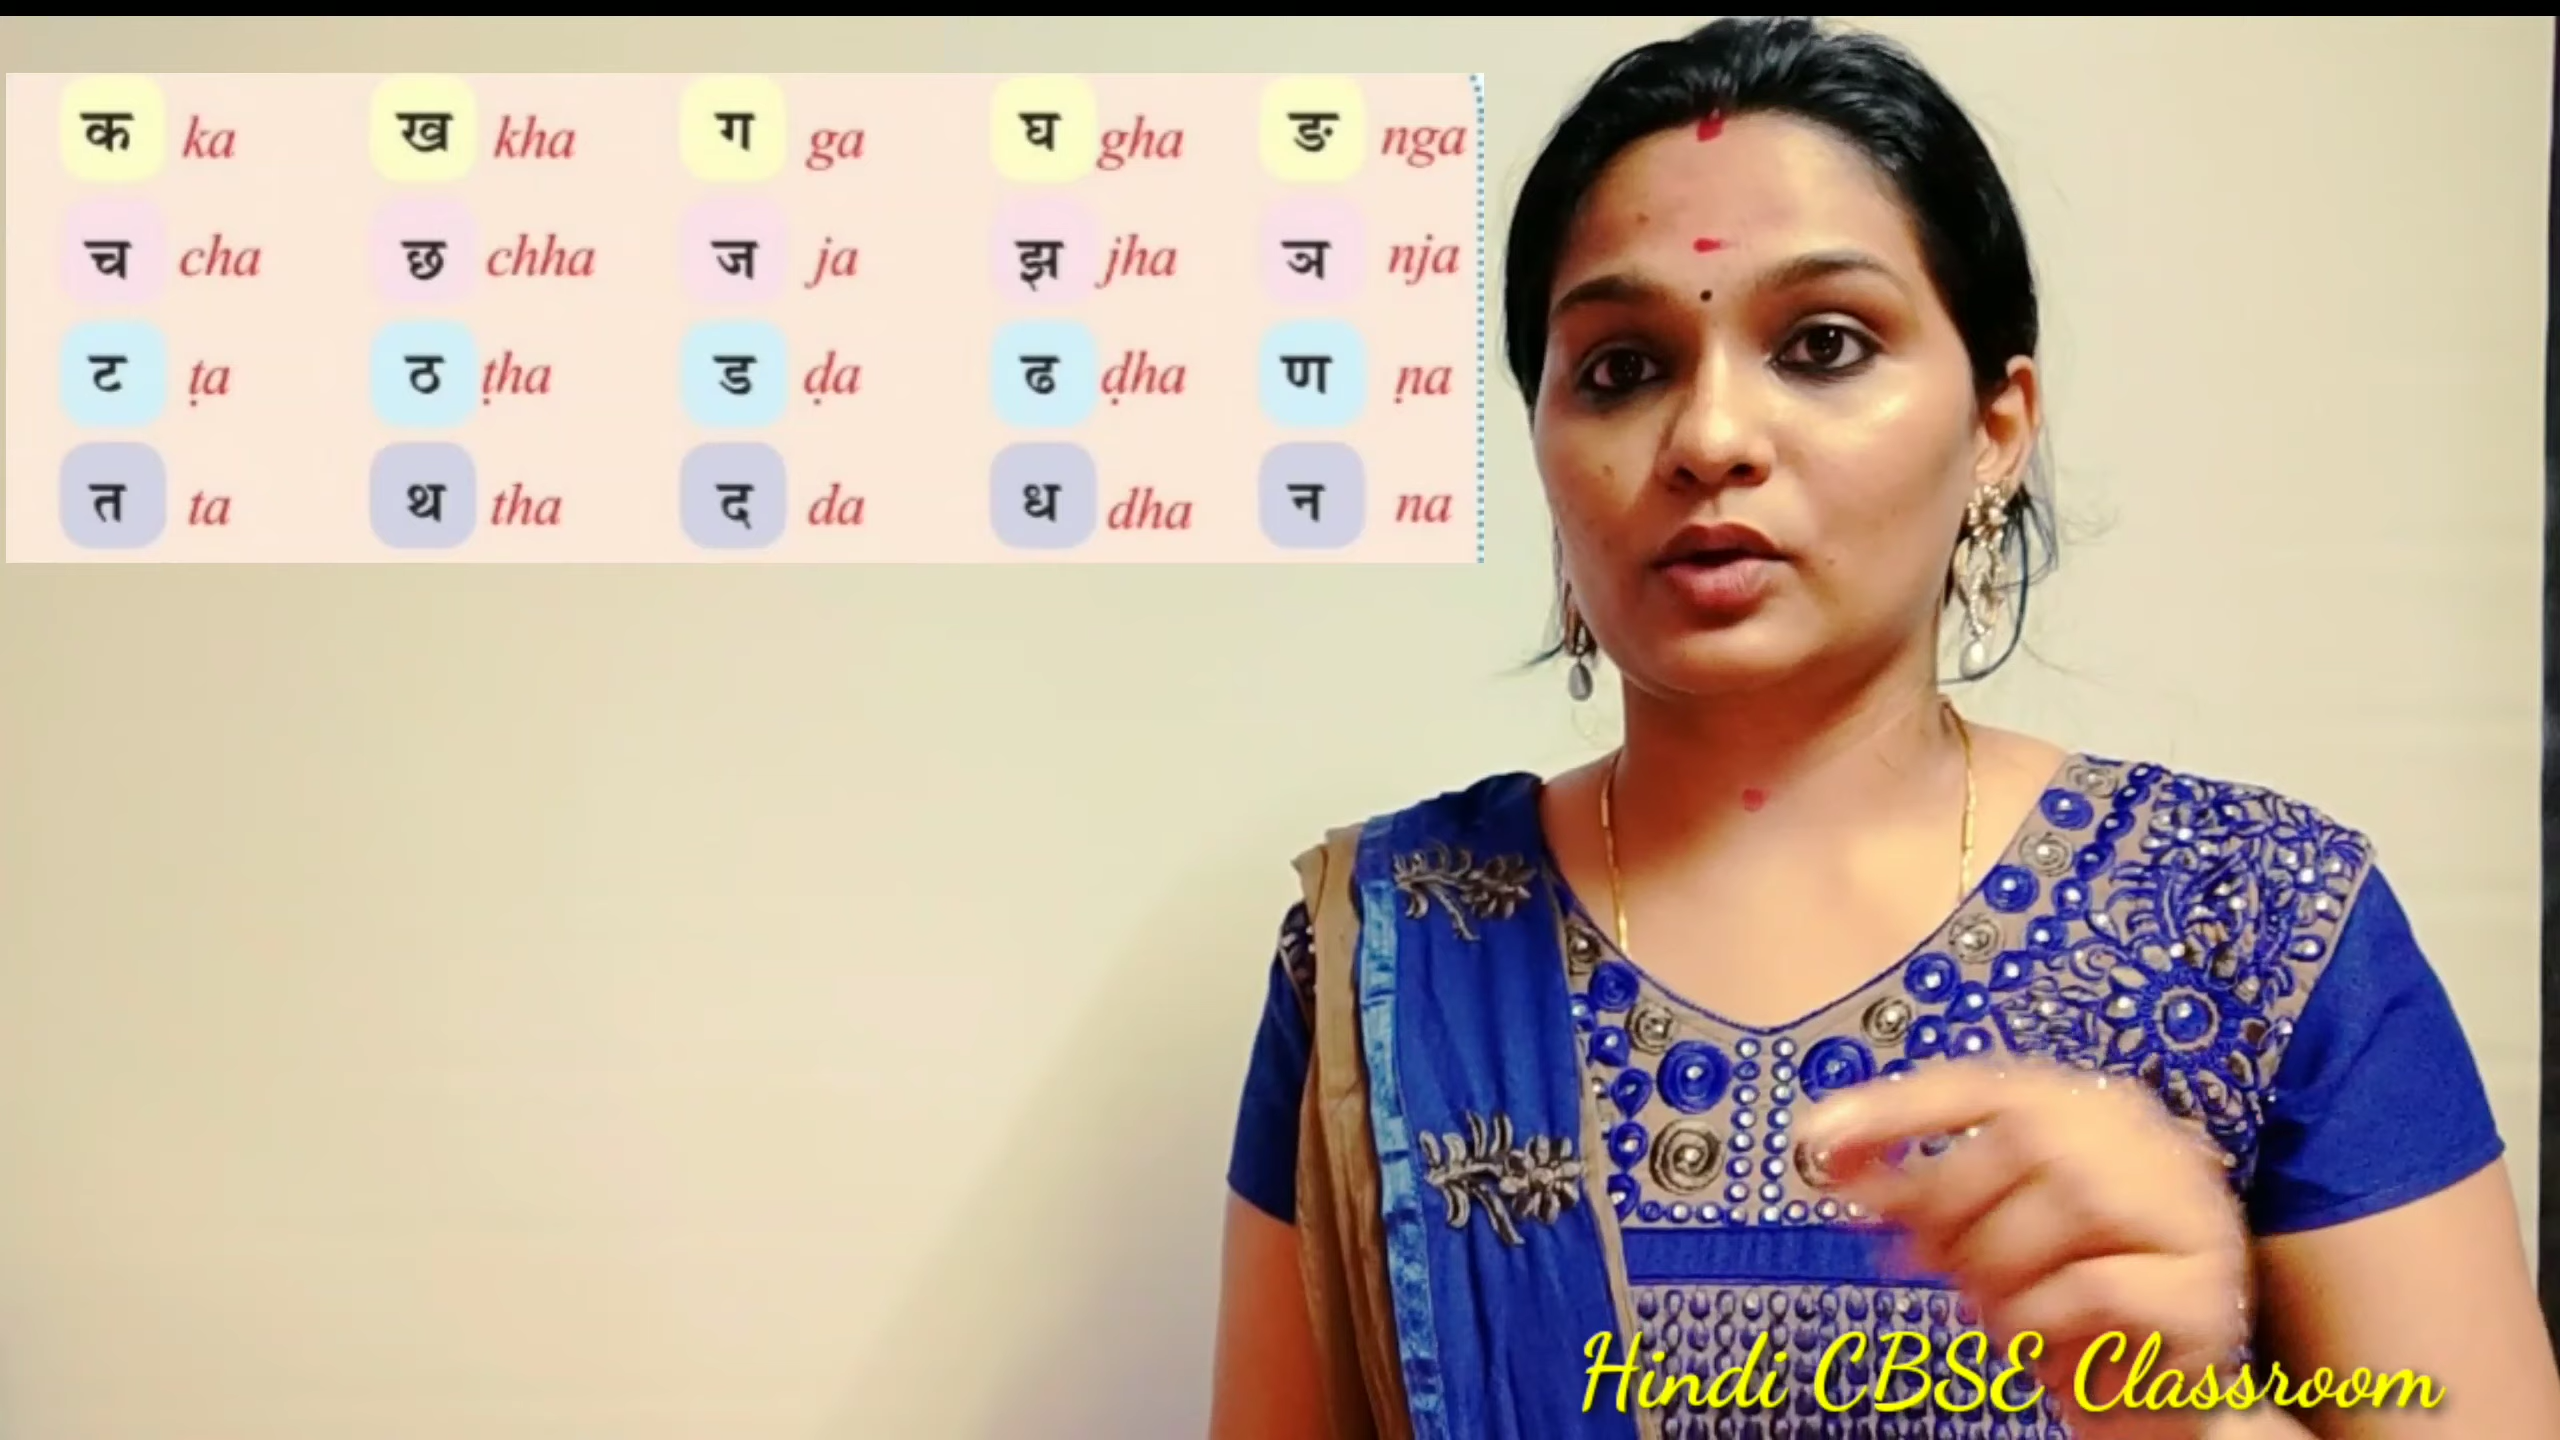 क ka ख kha ग ga घ gha ङ nga
च cha छ chha ज ja झ jha ञ nja
ट ṭa ठ ṭha ड ḍa ढ ḍha ण ṇa
त ta थ tha द da ध dha न na
Hindi CBSE Classroom